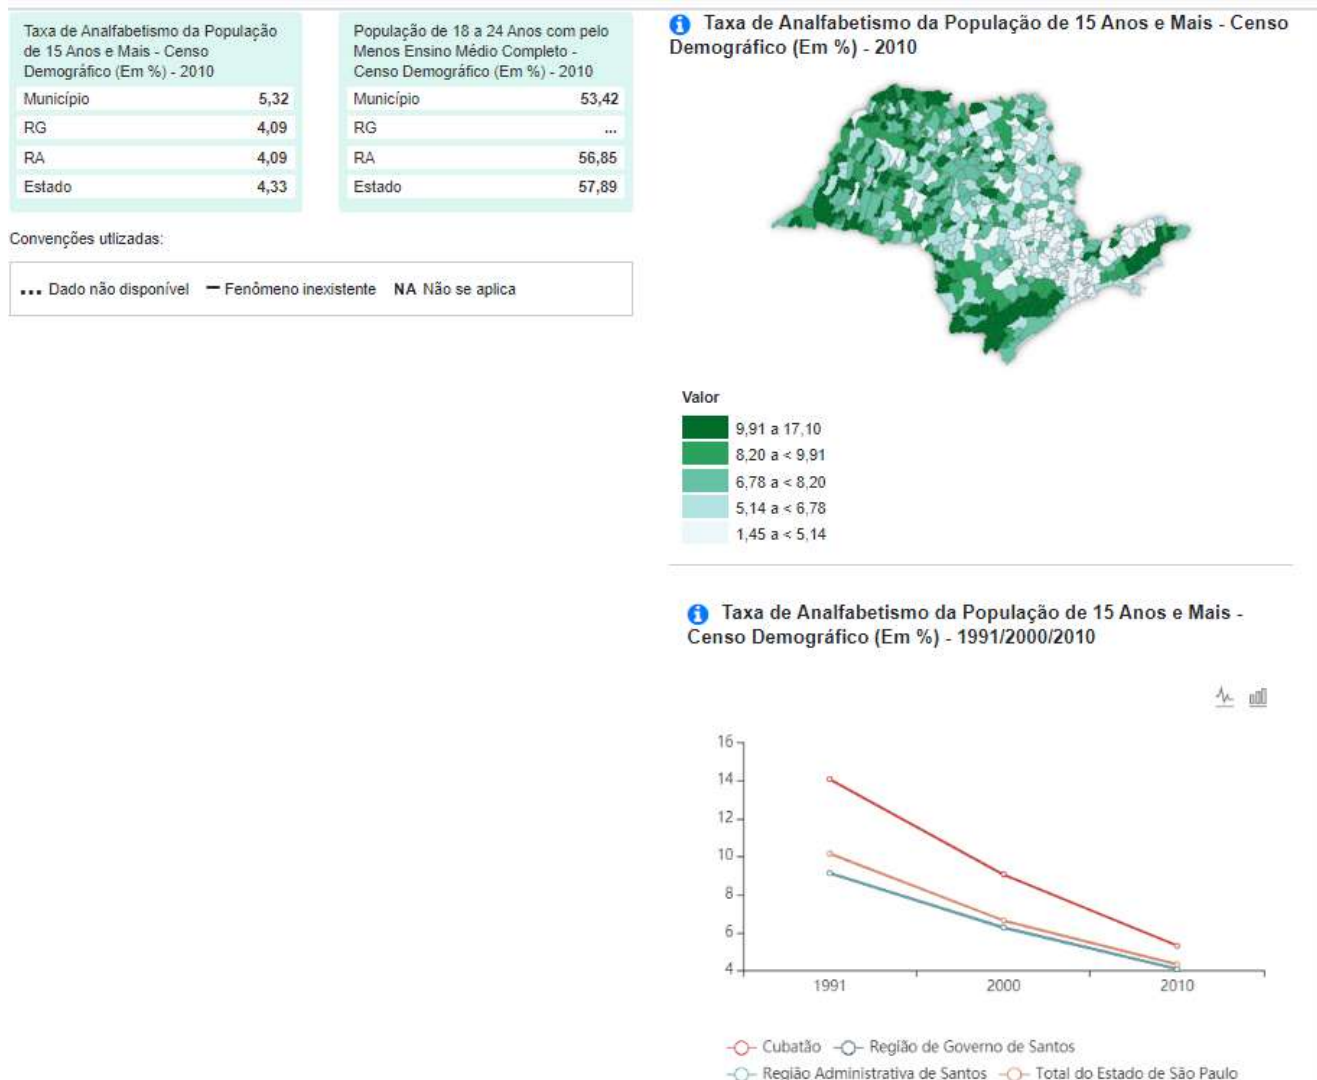 Taxa de Analfabetismo da População
de 15 Anos e Mais - Censo
Demográfico (Em %) - 2010
Município 5,32
RG 4,09
RA 4,09
Estado 4,33
População de 18 a 24 Anos com pelo
Menos Ensino Médio Completo -
Censo Demográfico (Em %) - 2010
Município 53,42
RG ...
RA 56,85
Estado 57,89
Convenções utlizadas:
... Dado não disponível – Fenômeno inexistente NA Não se aplica
Taxa de Analfabetismo da População de 15 Anos e Mais - Censo
Demográfico (Em %) - 2010
Valor
9,91 a 17,10
8,20 a < 9,91
6,78 a < 8,20
5,14 a < 6,78
1,45 a < 5,14
Taxa de Analfabetismo da População de 15 Anos e Mais -
Censo Demográfico (Em %) - 1991/2000/2010
16
14
12
10
8
6
4
1991 2000 2010
Cubatão Região de Governo de Santos
Região Administrativa de Santos Total do Estado de São Paulo